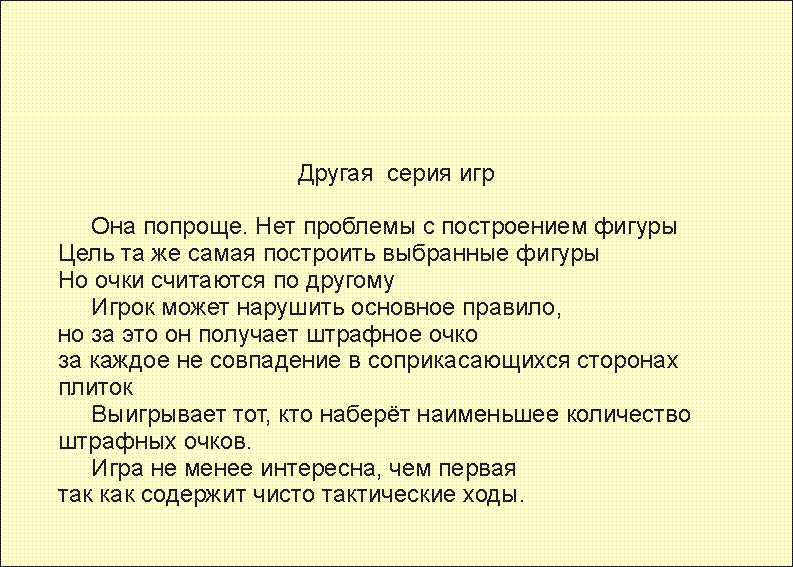 Другая серия игр
Она попроще. Нет проблемы с построением фигуры
Цель та же самая построить выбранные фигуры
Но очки считаются по другому
Игрок может нарушить основное правило,
но за это он получает штрафное очко
за каждое не совпадение в соприкасающихся сторонах
плиток
Выигрывает тот, кто наберёт наименьшее количество
штрафных очков.
Игра не менее интересна, чем первая
так как содержит чисто тактические ходы.